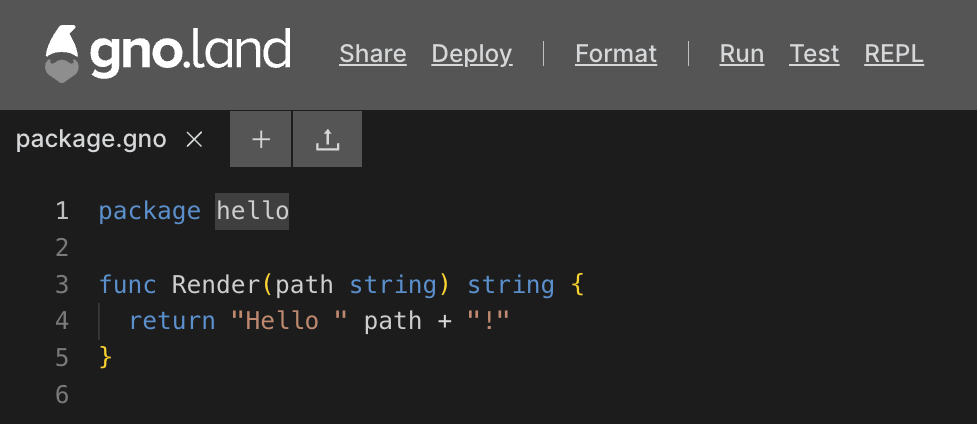 gno.land Share Deploy Format Run Test REPL
package.gno
1 package hello
2
3 func Render(path string) string {
4 return "Hello " path + "!"
5 }
6